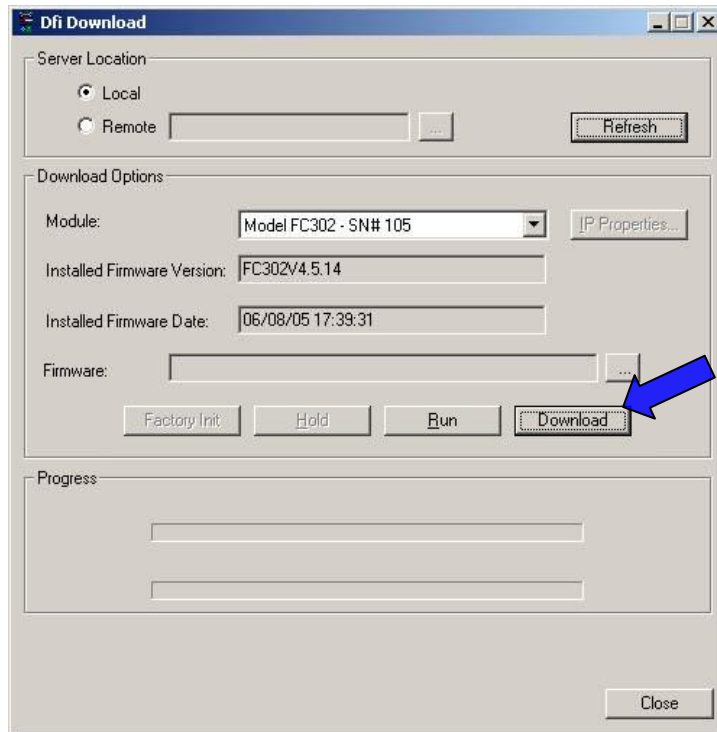 Dfi Download
Server Location
Local
Remote ... Refresh
Download Options
Module: Model FC302 - SN# 105 IP Properties...
Installed Firmware Version: FC302V4.5.14
Installed Firmware Date: 06/08/05 17:39:31
Firmware: ...
Factory Init Hold Run Download
Progress
Close